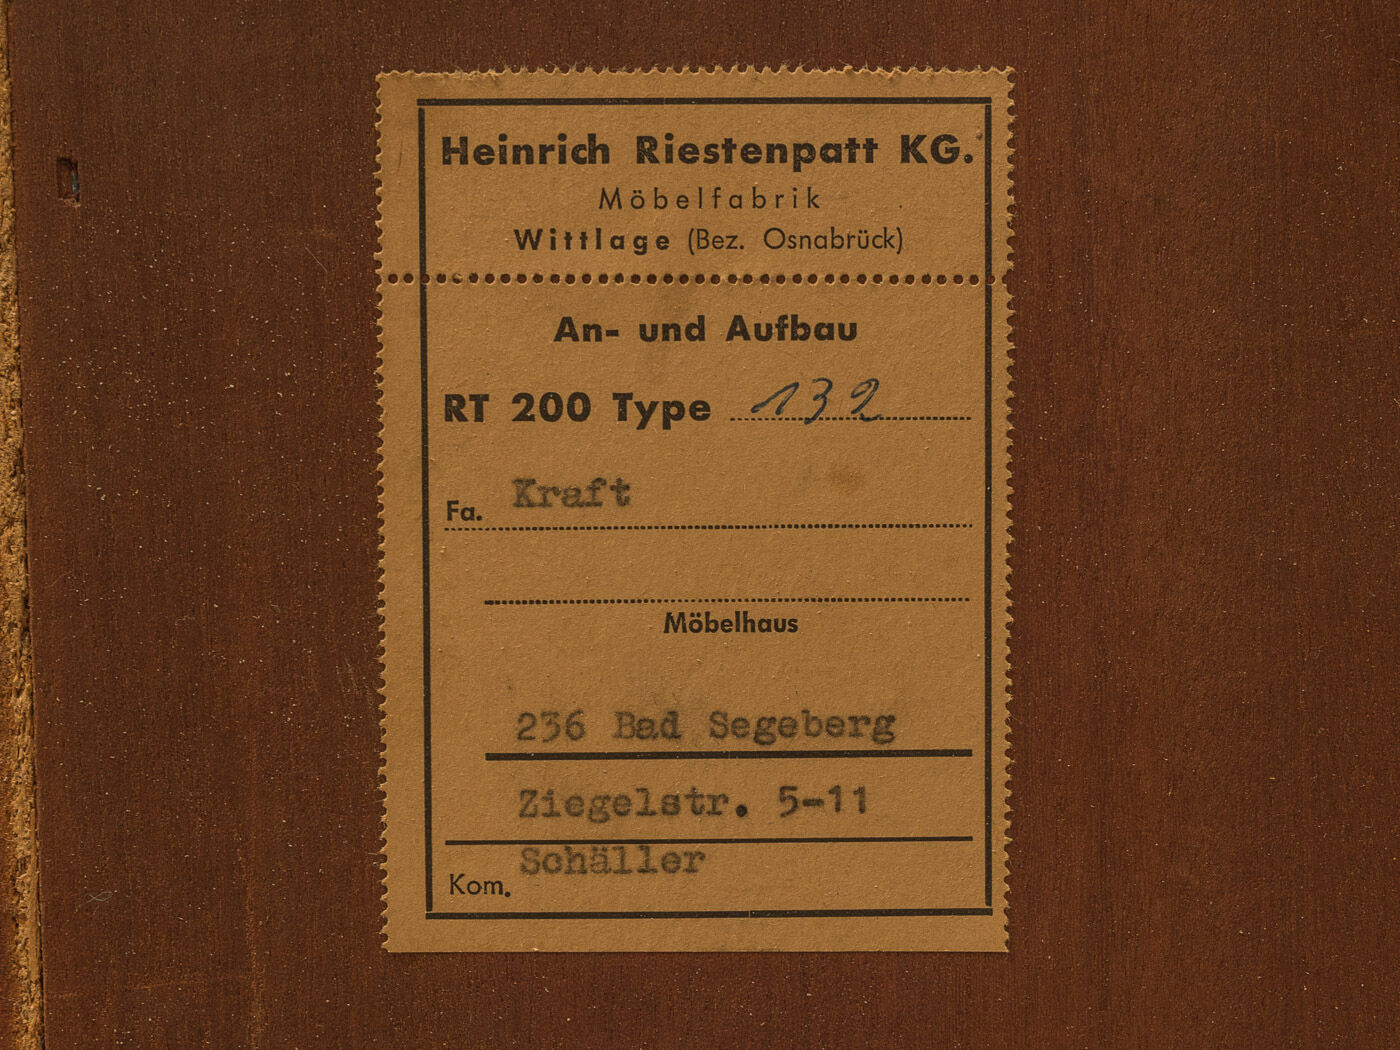 Heinrich Riestenpatt KG.
Möbelfabrik
Wittlage (Bez. Osnabrück)
An- und Aufbau
RT 200 Type 132
Fa. Kraft
Möbelhaus
236 Bad Segeberg
Ziegelstr. 5-11
Kom. Schäller